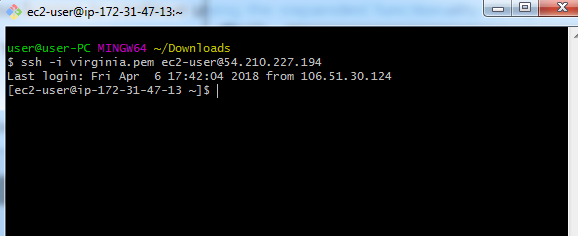 ec2-user@ip-172-31-47-13:~
user@user-PC MINGW64 ~/Downloads
$ ssh -i virginia.pem ec2-user@54.210.227.194
Last login: Fri Apr  6 17:42:04 2018 from 106.51.30.124
[ec2-user@ip-172-31-47-13 ~]$